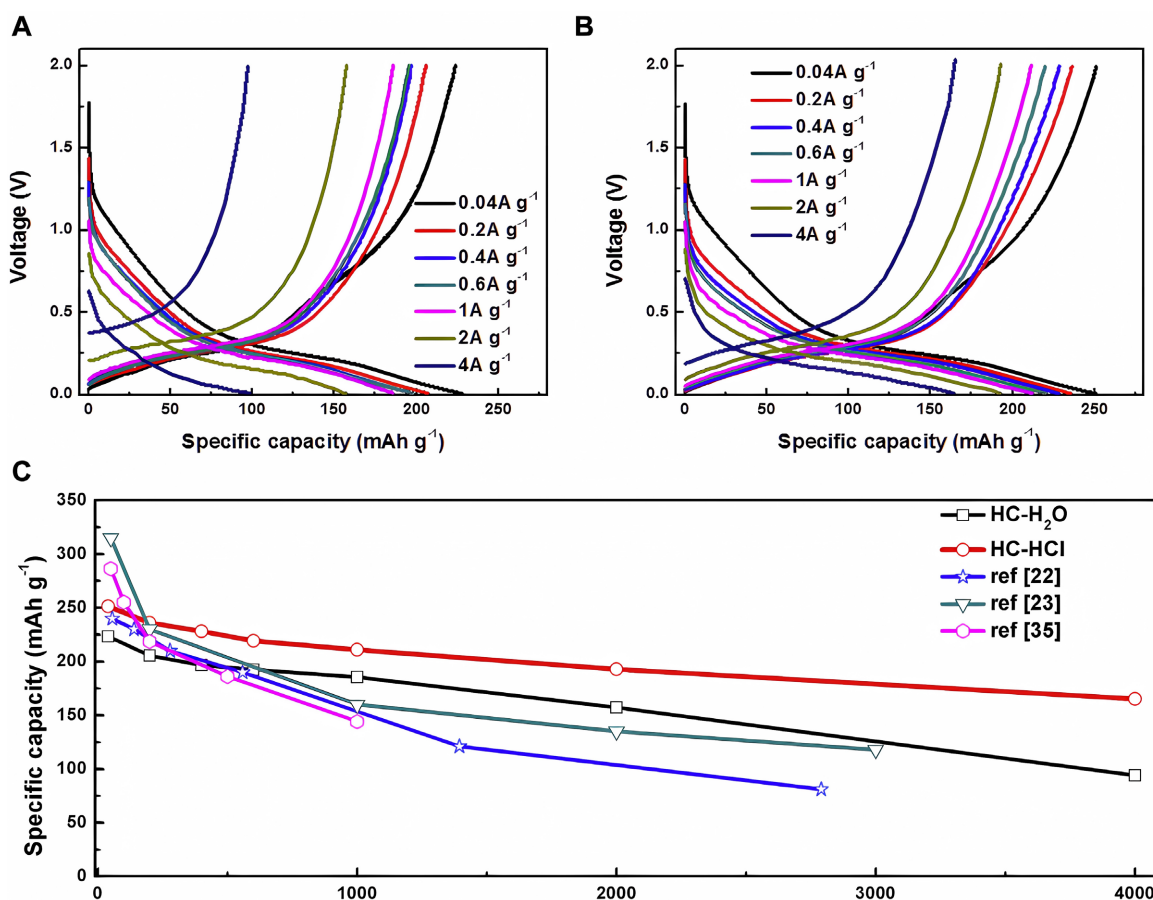 A
2.0
1.5
1.0
0.5
0.0
Voltage (V)
0.04A g⁻¹
0.2A g⁻¹
0.4A g⁻¹
0.6A g⁻¹
1A g⁻¹
2A g⁻¹
4A g⁻¹
0 50 100 150 200 250
Specific capacity (mAh g⁻¹)
B
2.0
1.5
1.0
0.5
0.0
Voltage (V)
0.04A g⁻¹
0.2A g⁻¹
0.4A g⁻¹
0.6A g⁻¹
1A g⁻¹
2A g⁻¹
4A g⁻¹
0 50 100 150 200 250
Specific capacity (mAh g⁻¹)
C
350
300
250
200
150
100
50
0
Specific capacity (mAh g⁻¹)
HC-H₂O
HC-HCl
ref [22]
ref [23]
ref [35]
0 1000 2000 3000 4000